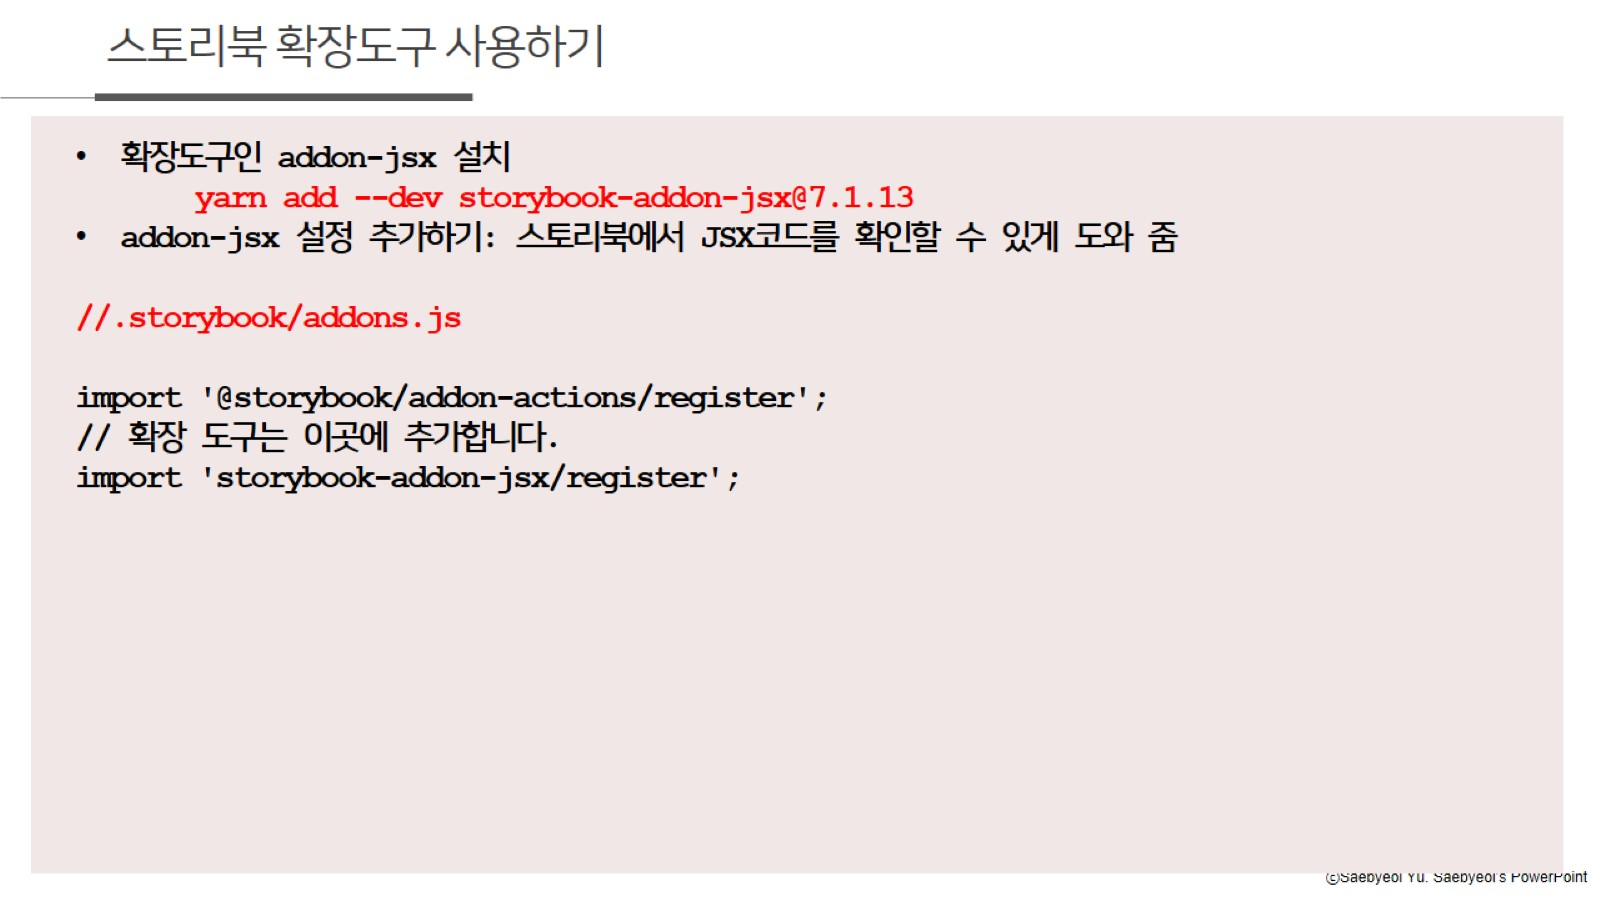 스토리북 확장도구 사용하기
• 확장도구인 addon-jsx 설치
yarn add --dev storybook-addon-jsx@7.1.13
• addon-jsx 설정 추가하기: 스토리북에서 JSX코드를 확인할 수 있게 도와 줌
//.storybook/addons.js
import '@storybook/addon-actions/register';
// 확장 도구는 이곳에 추가합니다.
import 'storybook-addon-jsx/register';
ⓒSaebyeol Yu. Saebyeol's PowerPoint